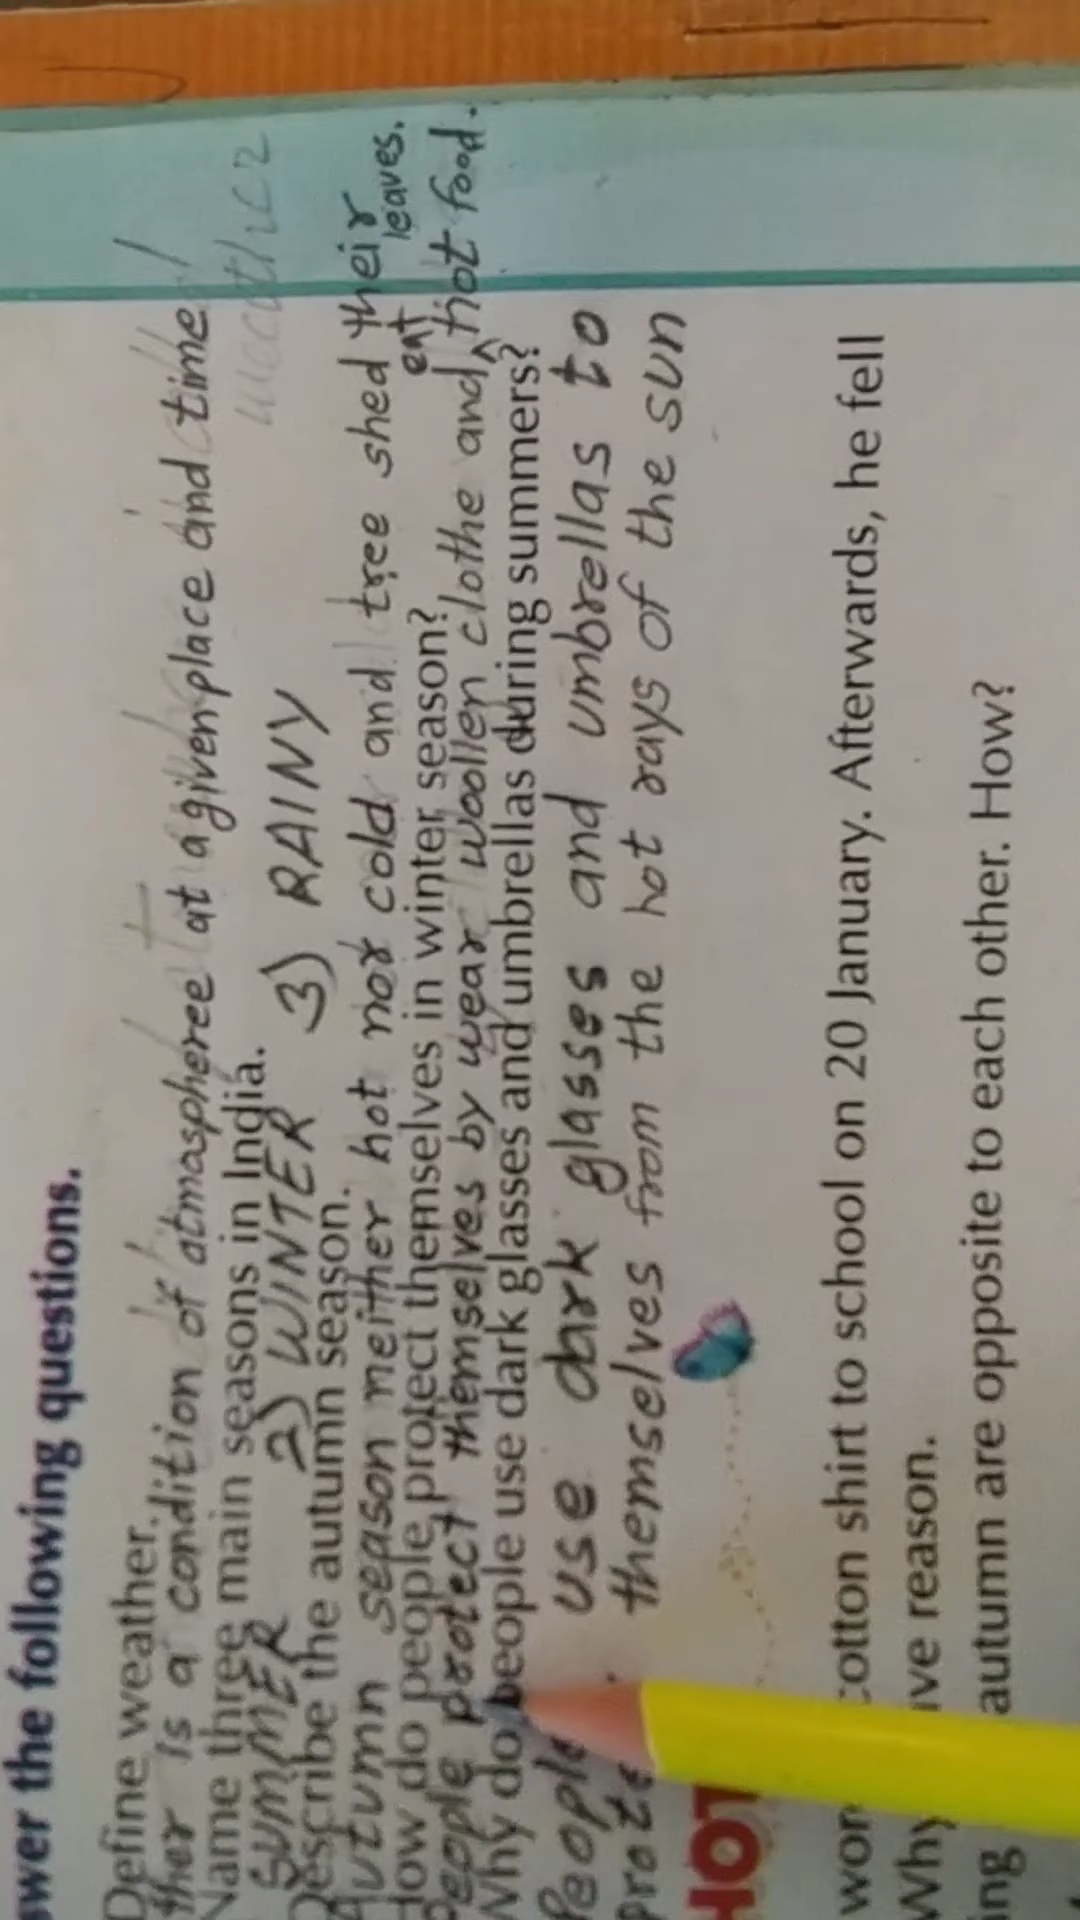 swer the following questions.
Define weather.
ther is a condition of atmospheree at a given place and time
Name three main seasons in India.
SUMMER 2) WINTER 3) RAINY
Describe the autumn season.
Autumn season meither hot nor cold and tree shed their leaves.
How do people protect themselves in winter season?
People protect themselves by wear woollen clothe and eat hot food.
Why do people use dark glasses and umbrellas during summers?
People use dark glasses and umbrellas to
prote themselves from the hot rays of the sun
HOT
wor cotton shirt to school on 20 January. Afterwards, he fell
Why ive reason.
ing autumn are opposite to each other. How?